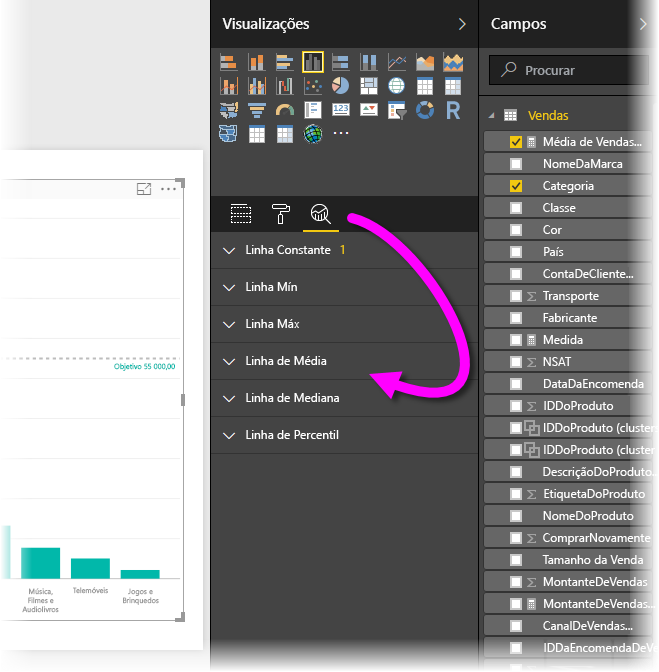 Visualizações
Campos
Procurar
123
R
Vendas
Média de Vendas...
NomeDaMarca
Categoria
Classe
Cor
País
ContaDeCliente...
Transporte
Fabricante
Medida
NSAT
DataDaEncomenda
IDDoProduto
IDDoProduto (cluster
IDDoProduto (cluster
DescriçãoDoProduto...
EtiquetaDoProduto
NomeDoProduto
ComprarNovamente
Tamanho da Venda
MontanteDeVendas
MontanteDeVendas...
CanalDeVendas...
IDDaEncomendaDeV
Linha Constante 1
Linha Mín
Linha Máx
Linha de Média
Linha de Mediana
Linha de Percentil
Objetivo 55 000,00
Música,
Filmes e
Audiolivros
Telemóveis
Jogos e
Brinquedos